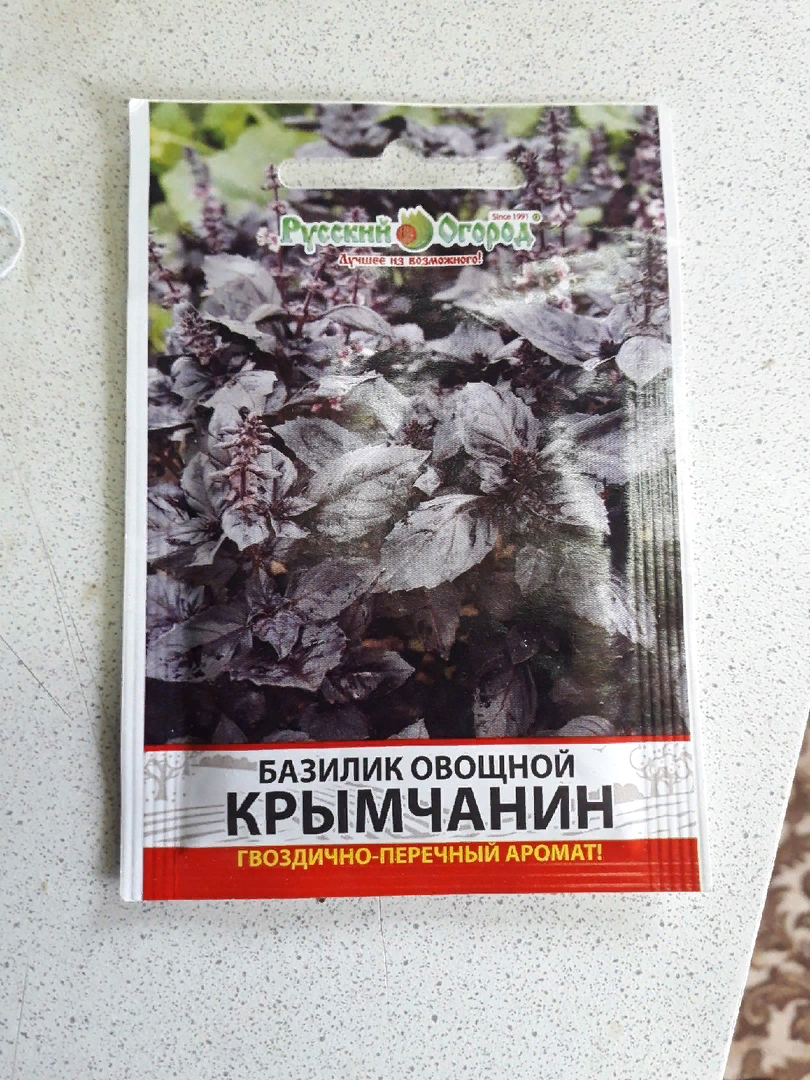 Since 1991 ®
Русский Огород
Лучшее из возможного!
БАЗИЛИК ОВОЩНОЙ
КРЫМЧАНИН
ГВОЗДИЧНО-ПЕРЕЧНЫЙ АРОМАТ!